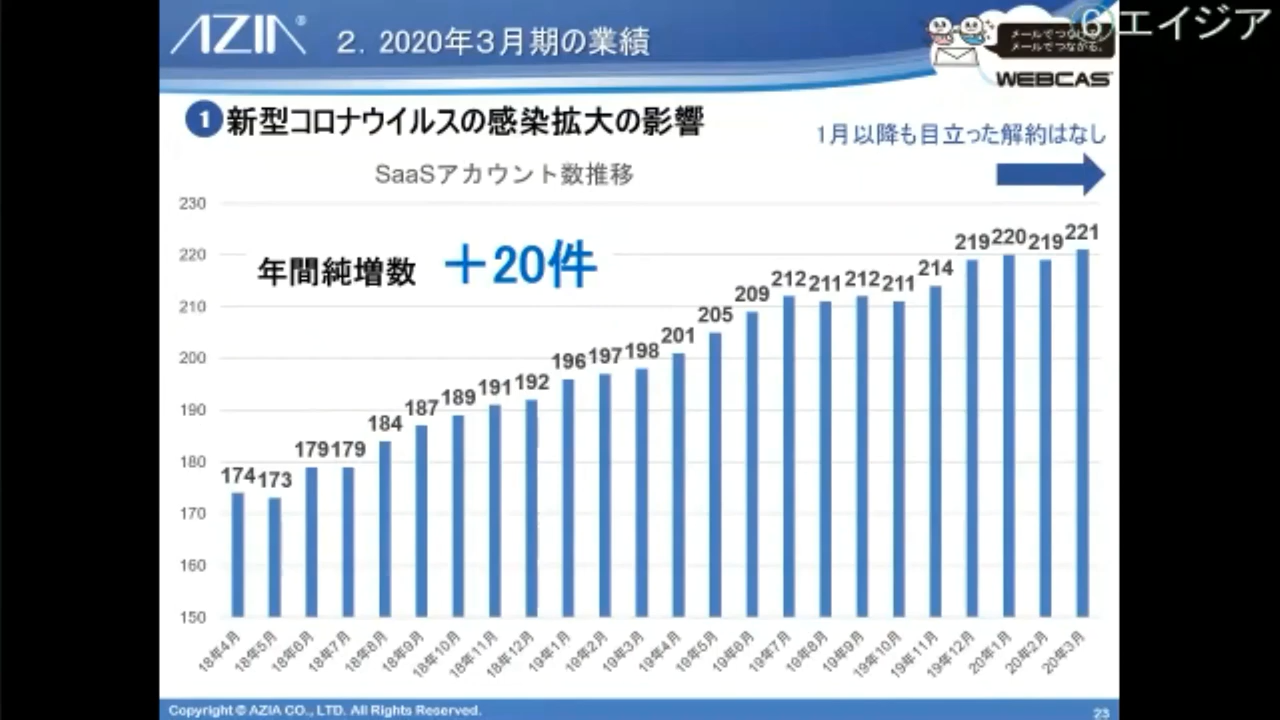 AZIA® 2. 2020年3月期の業績
⑥エイジア
メールでつながる。
WEBCAS
1 新型コロナウイルスの感染拡大の影響
1月以降も目立った解約はなし
SaaSアカウント数推移
年間純増数 +20件
230
220
210
200
190
180
170
160
150
174 173 179 179 184 187 189 191 192 196 197 198 201 205 209 212 211 212 211 214 219 220 219 221
18年4月 18年5月 18年6月 18年7月 18年8月 18年9月 18年10月 18年11月 18年12月 19年1月 19年2月 19年3月 19年4月 19年5月 19年6月 19年7月 19年8月 19年9月 19年10月 19年11月 19年12月 20年1月 20年2月 20年3月
Copyright © AZIA CO., LTD. All Rights Reserved.
23